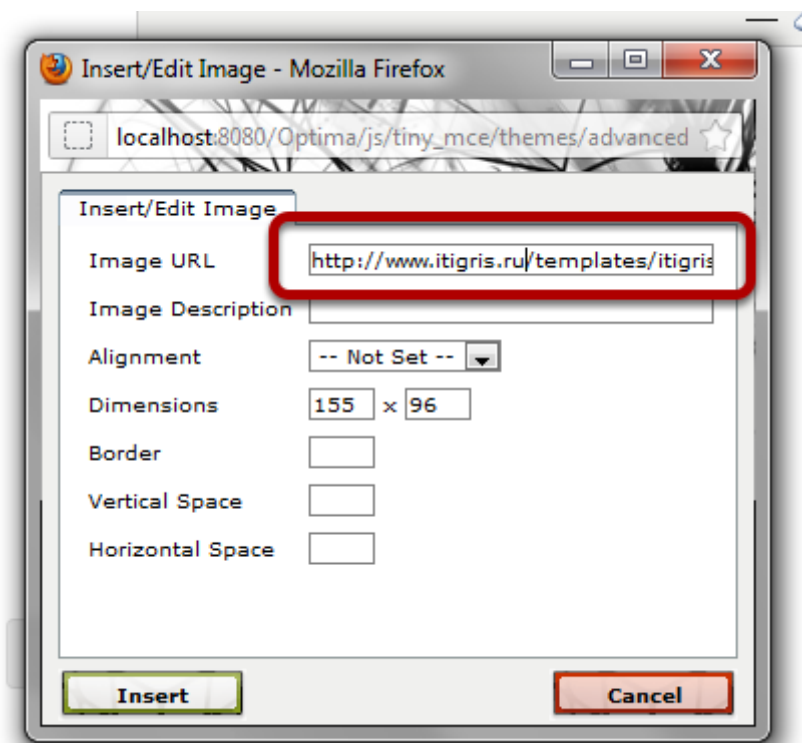 Insert/Edit Image - Mozilla Firefox
localhost:8080/Optima/js/tiny_mce/themes/advanced
Insert/Edit Image
Image URL http://www.itigris.ru/templates/itigris
Image Description
Alignment -- Not Set --
Dimensions 155 x 96
Border
Vertical Space
Horizontal Space
Insert Cancel